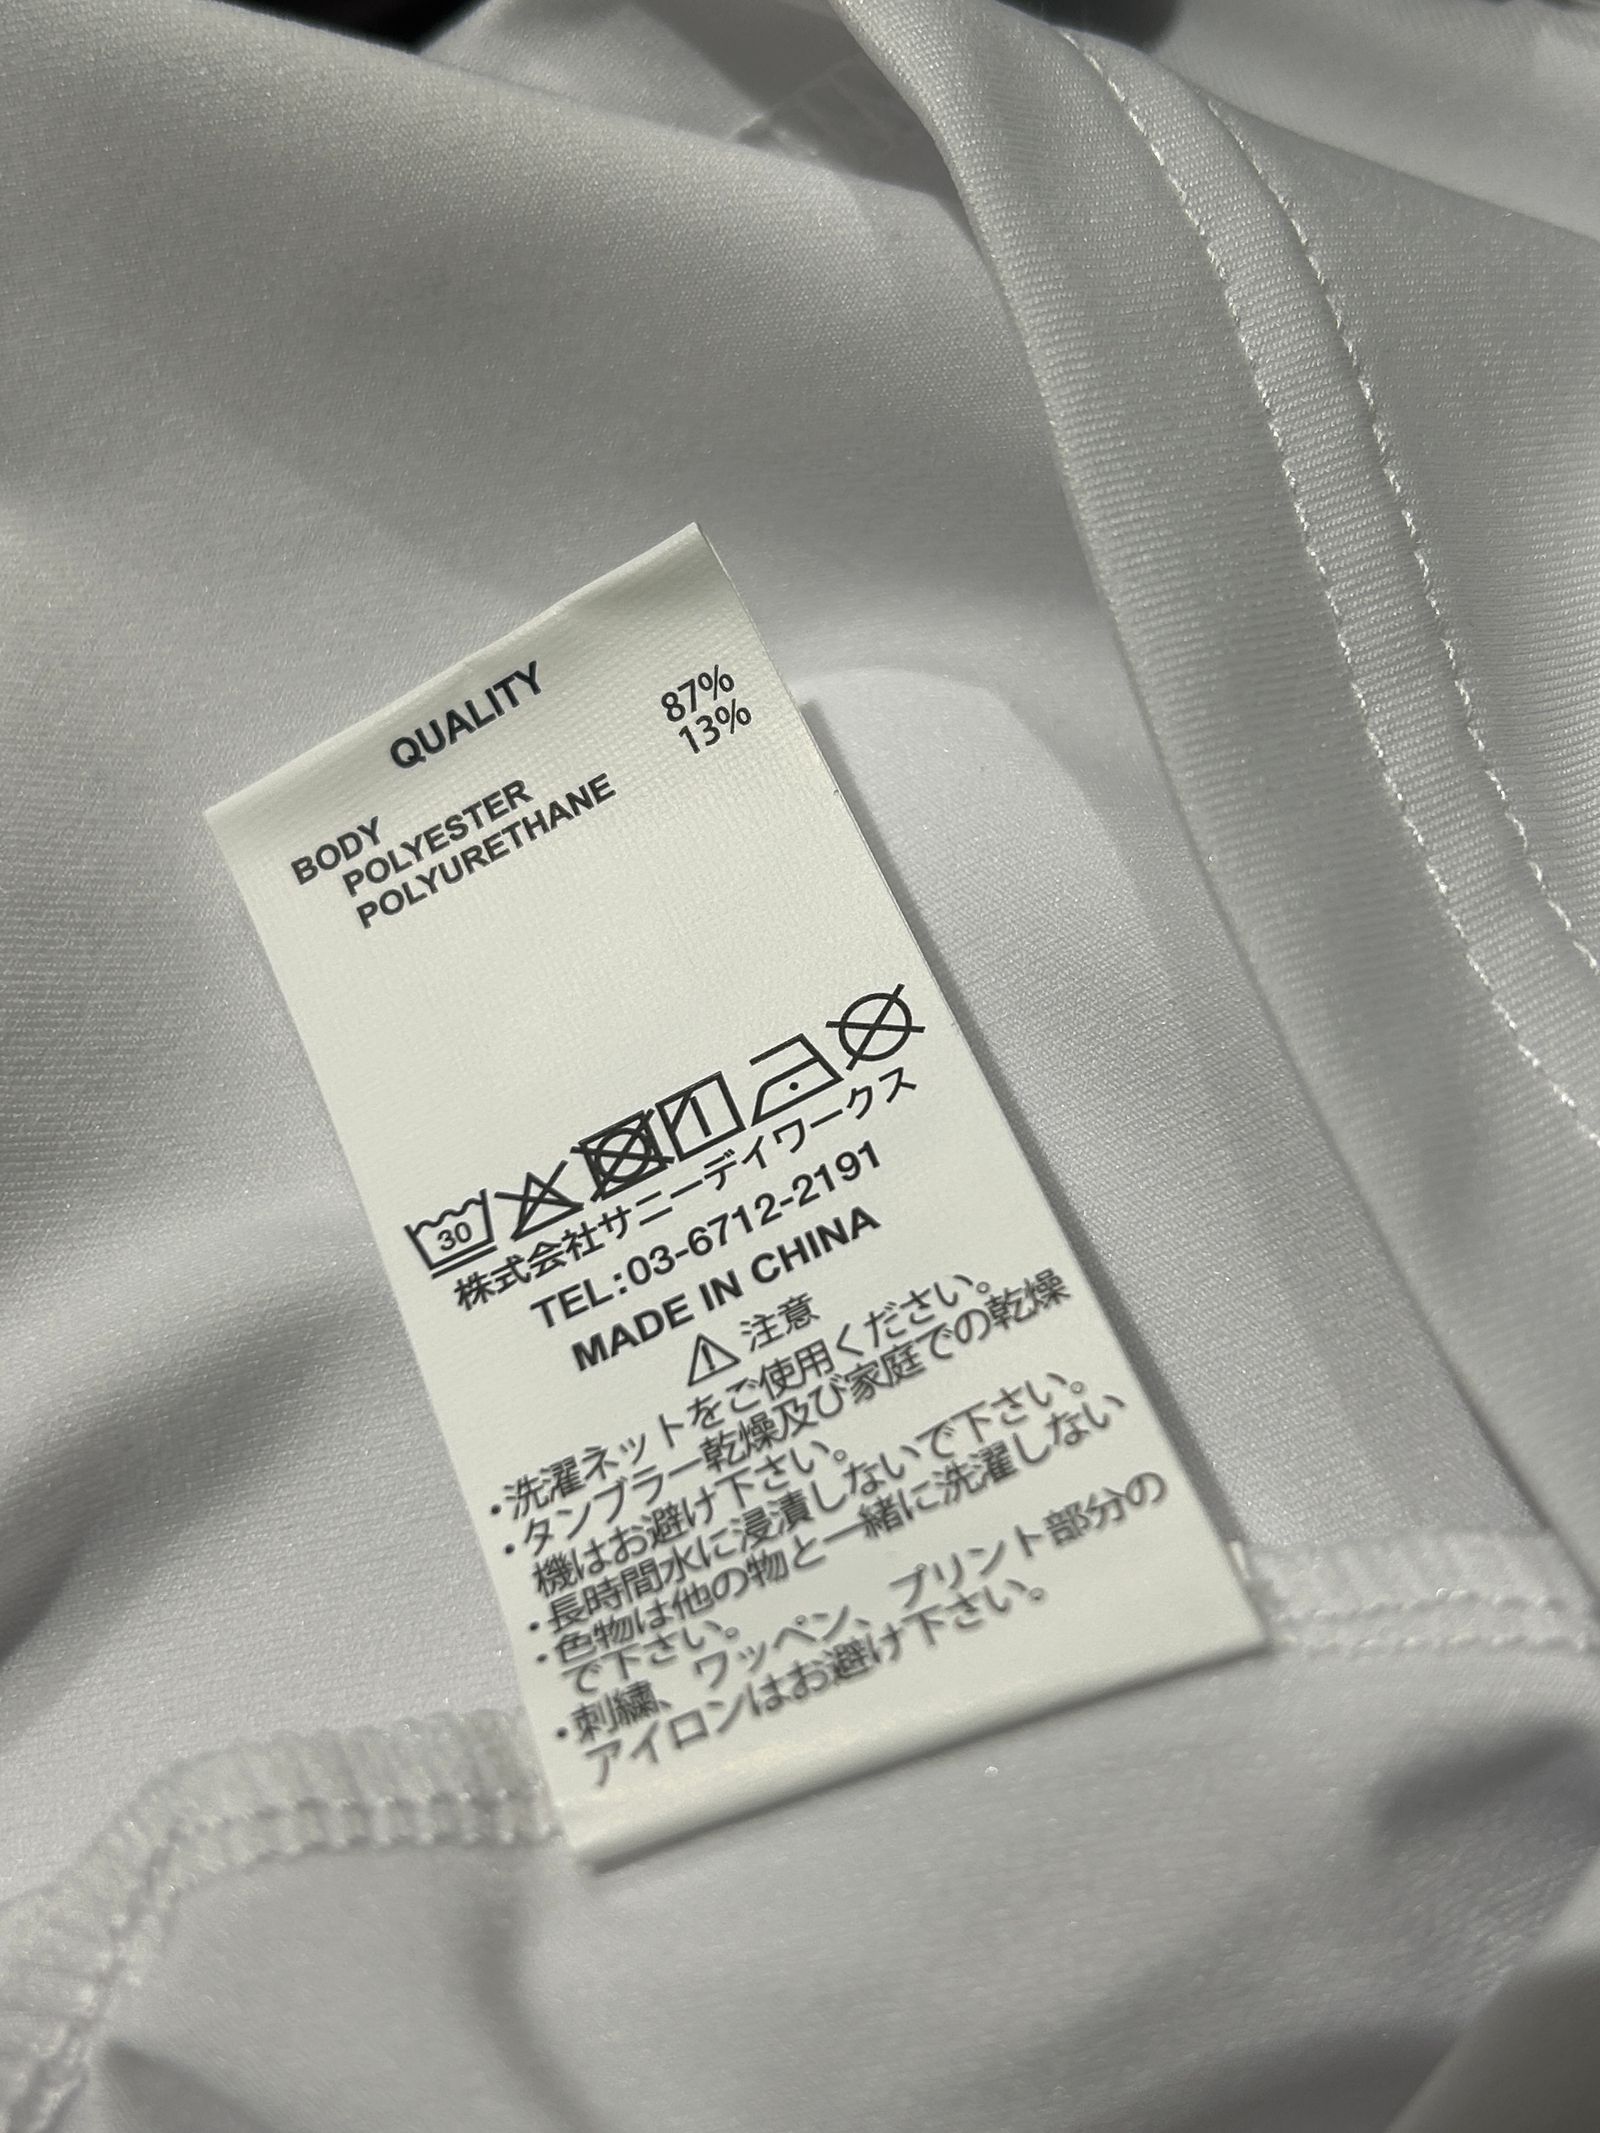 QUALITY
BODY
POLYESTER 87%
POLYURETHANE 13%
30
株式会社サニーデイワークス
TEL:03-6712-2191
MADE IN CHINA
⚠ 注意
・洗濯ネットをご使用ください。
・タンブラー乾燥及び家庭での乾燥
機はお避け下さい。
・長時間水に浸漬しないで下さい。
・色物は他の物と一緒に洗濯しない
で下さい。
・刺繍、ワッペン、プリント部分の
アイロンはお避け下さい。